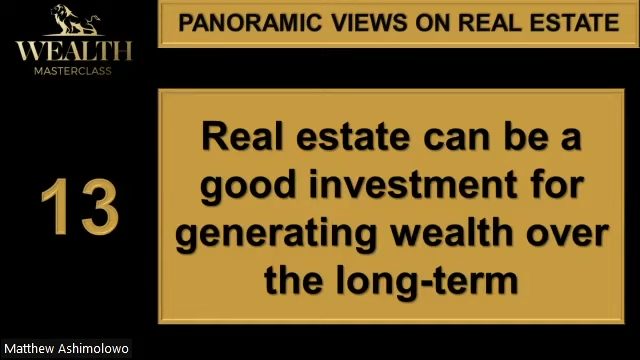 WEALTH
MASTERCLASS
PANORAMIC VIEWS ON REAL ESTATE
13
Real estate can be a
good investment for
generating wealth over
the long-term
Matthew Ashimolowo